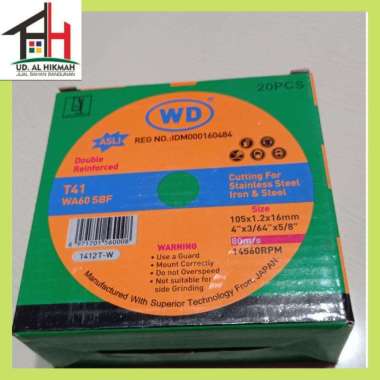 UD. AL HIKMAH
JUAL BAHAN BANGUNAN
20PCS
WD
ASLI
REG NO.:IDM000160484
Double
Reinforced
T41
WA60 SBF
Cutting For
Stainless Steel
Iron & Steel
Size
105x1.2x16mm
4"x3/64"x5/8"
80m/s
14560RPM
1412T-W
WARNING
• Use a Guard
• Mount Correctly
• Do not Overspeed
• Not suitable for
side Grinding
Manufactured With Superior Technology From JAPAN